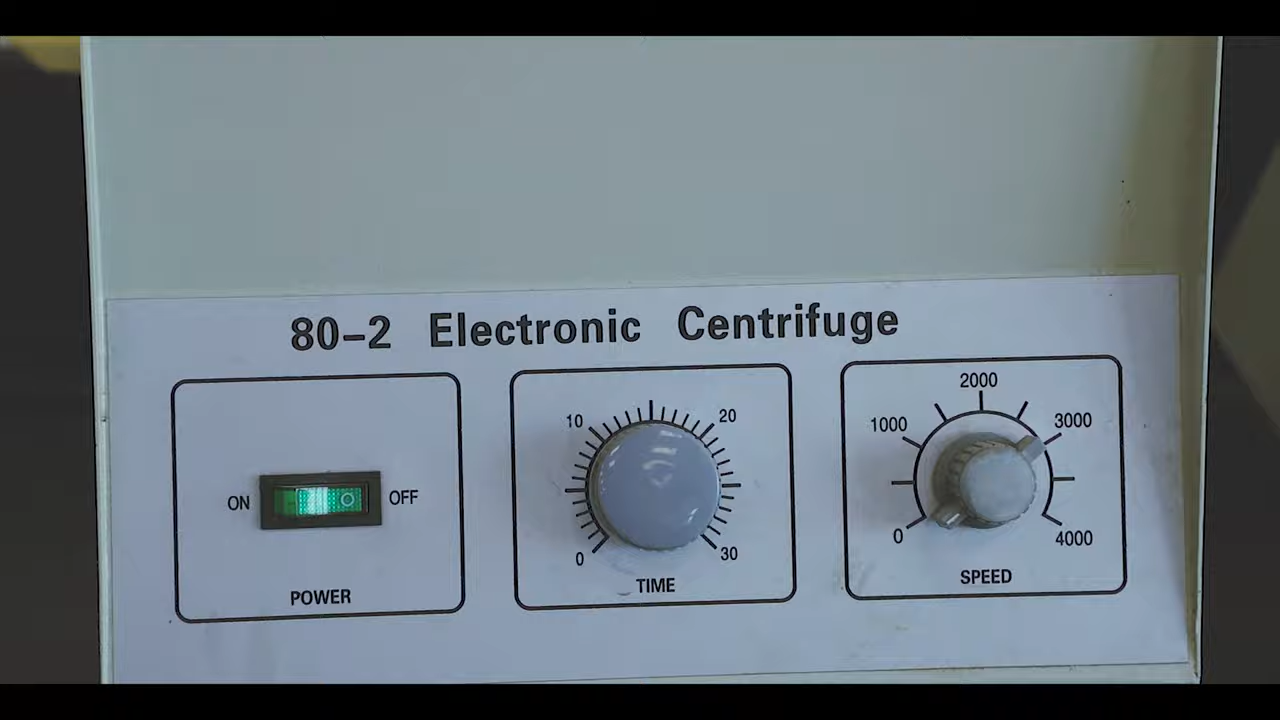 80-2 Electronic Centrifuge
ON
OFF
POWER
0
10
20
30
TIME
0
1000
2000
3000
4000
SPEED